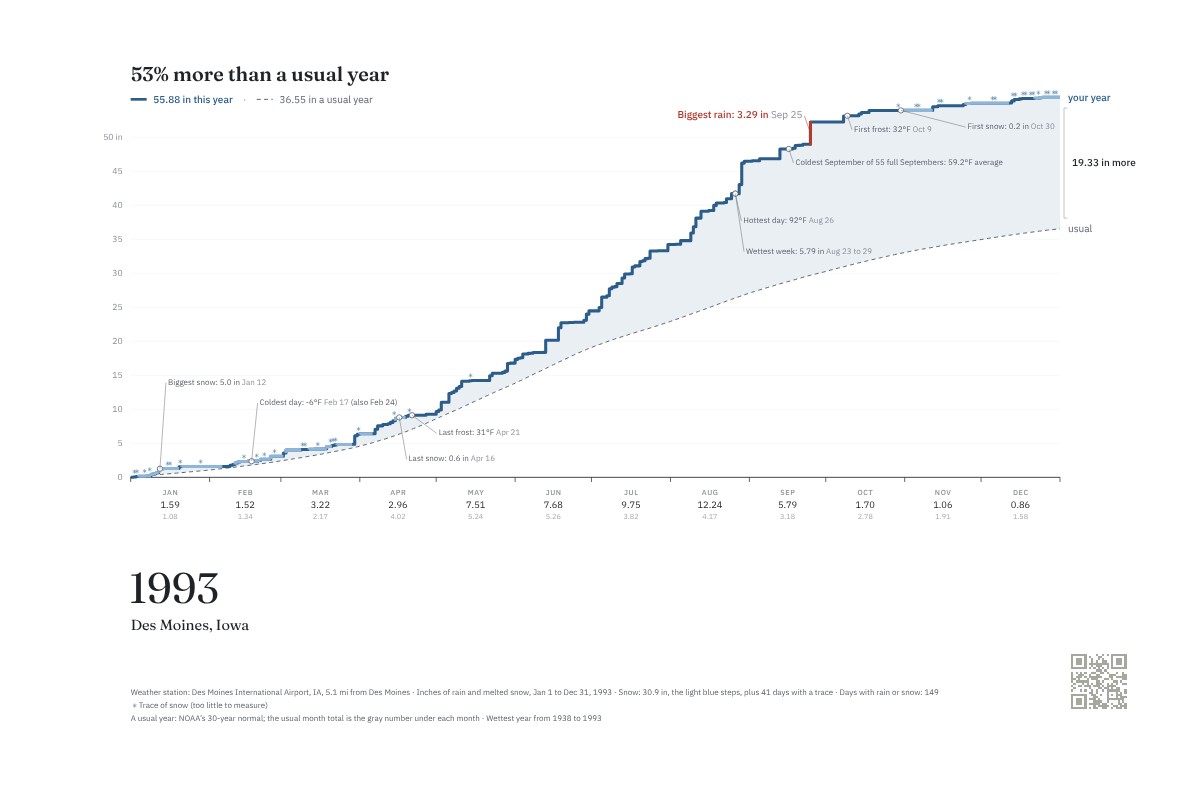 53% more than a usual year
55.88 in this year · 36.55 in a usual year
your year
Biggest rain: 3.29 in Sep 25
First frost: 32°F Oct 9
First snow: 0.2 in Oct 30
50 in
Coldest September of 55 full Septembers: 59.2°F average
19.33 in more
45
40
Hottest day: 92°F Aug 26
usual
35
Wettest week: 5.79 in Aug 23 to 29
30
25
20
15
Biggest snow: 5.0 in Jan 12
Coldest day: -6°F Feb 17 (also Feb 24)
10
Last frost: 31°F Apr 21
5
Last snow: 0.6 in Apr 16
0
JAN FEB MAR APR MAY JUN JUL AUG SEP OCT NOV DEC
1.59 1.52 3.22 2.96 7.51 7.68 9.75 12.24 5.79 1.70 1.06 0.86
1.08 1.34 2.17 4.02 5.24 5.26 3.82 4.17 3.18 2.78 1.91 1.58
1993
Des Moines, Iowa
Weather station: Des Moines International Airport, IA, 5.1 mi from Des Moines · Inches of rain and melted snow, Jan 1 to Dec 31, 1993 · Snow: 30.9 in, the light blue steps, plus 41 days with a trace · Days with rain or snow: 149
✶ Trace of snow (too little to measure)
A usual year: NOAA's 30-year normal; the usual month total is the gray number under each month · Wettest year from 1938 to 1993